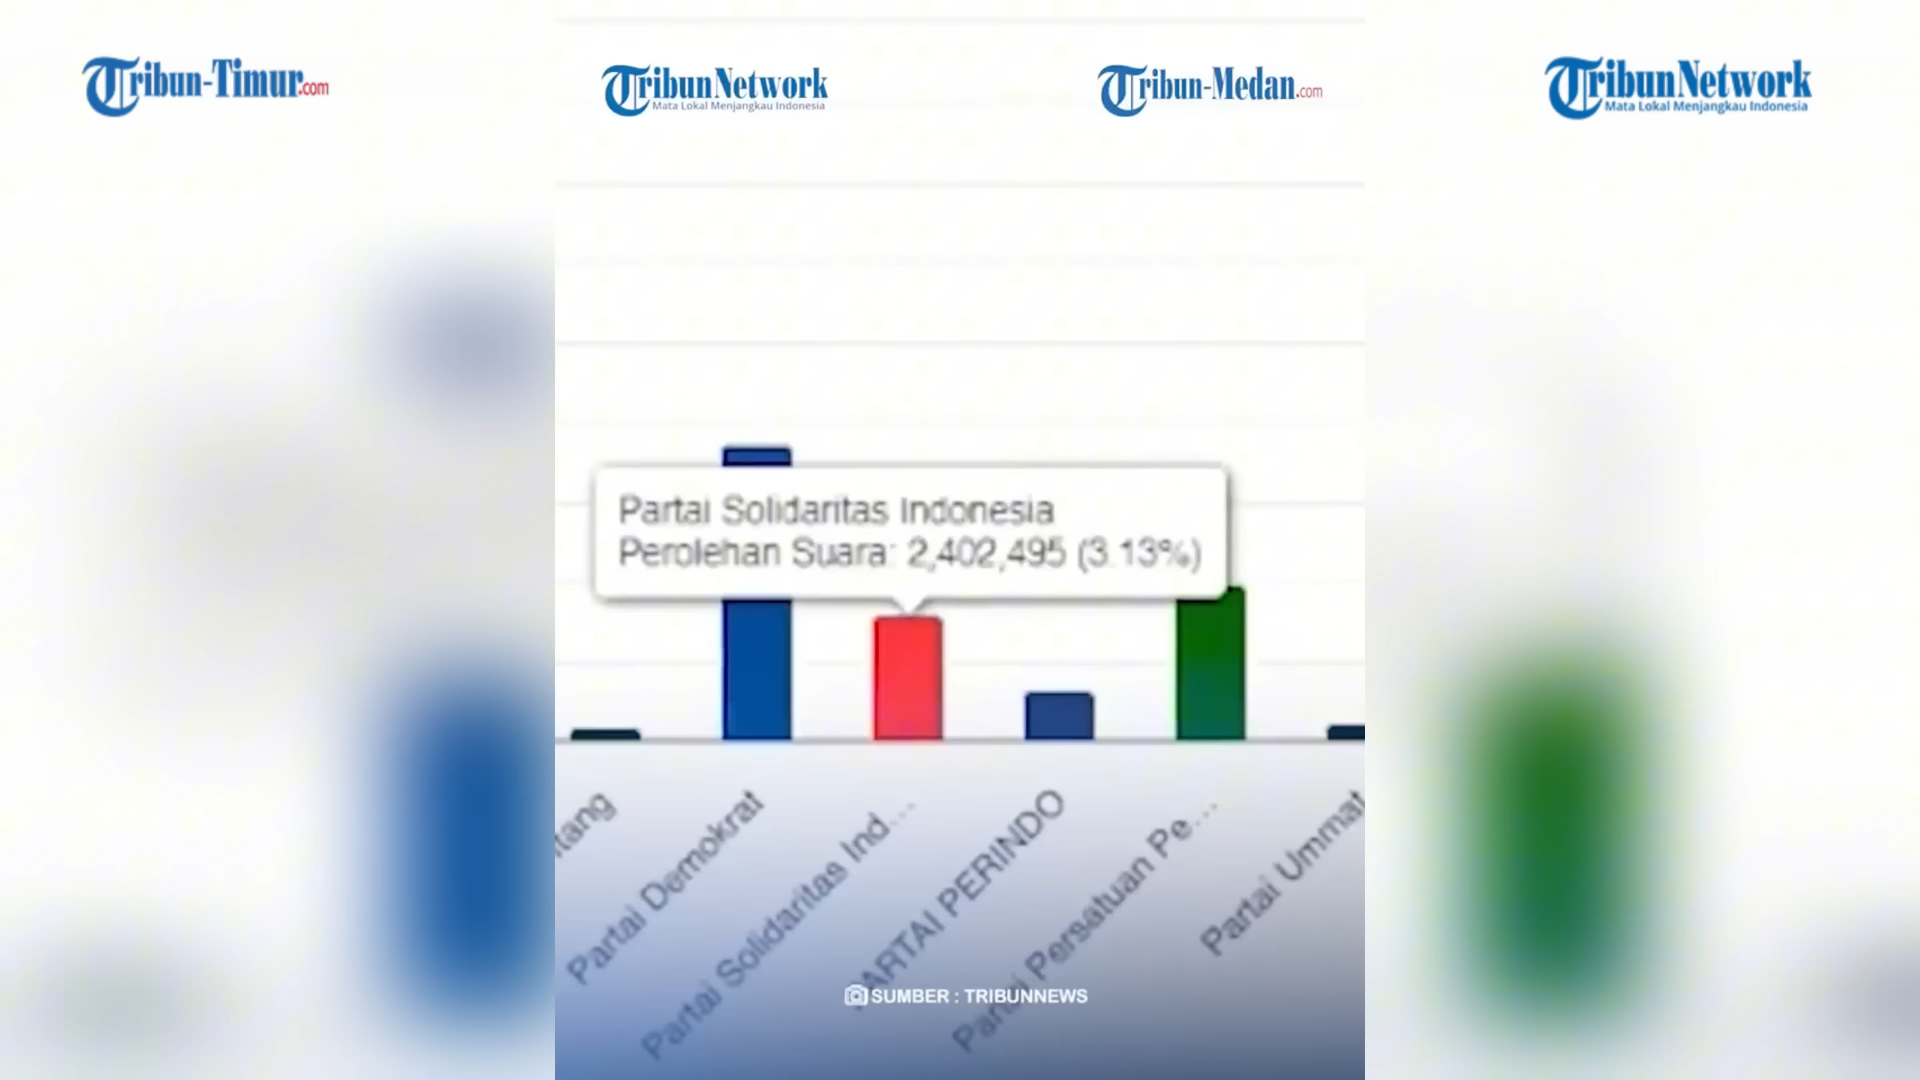 Tribun-Timur.com
TribunNetwork
Mata Lokal Menjangkau Indonesia
Tribun-Medan.com
TribunNetwork
Mata Lokal Menjangkau Indonesia
Partai Solidaritas Indonesia
Perolehan Suara: 2,402,495 (3.13%)
tang
Partai Demokrat
Partai Solidaritas Ind...
PARTAI PERINDO
Partai Persatuan Pe...
Partai Ummat
SUMBER : TRIBUNNEWS